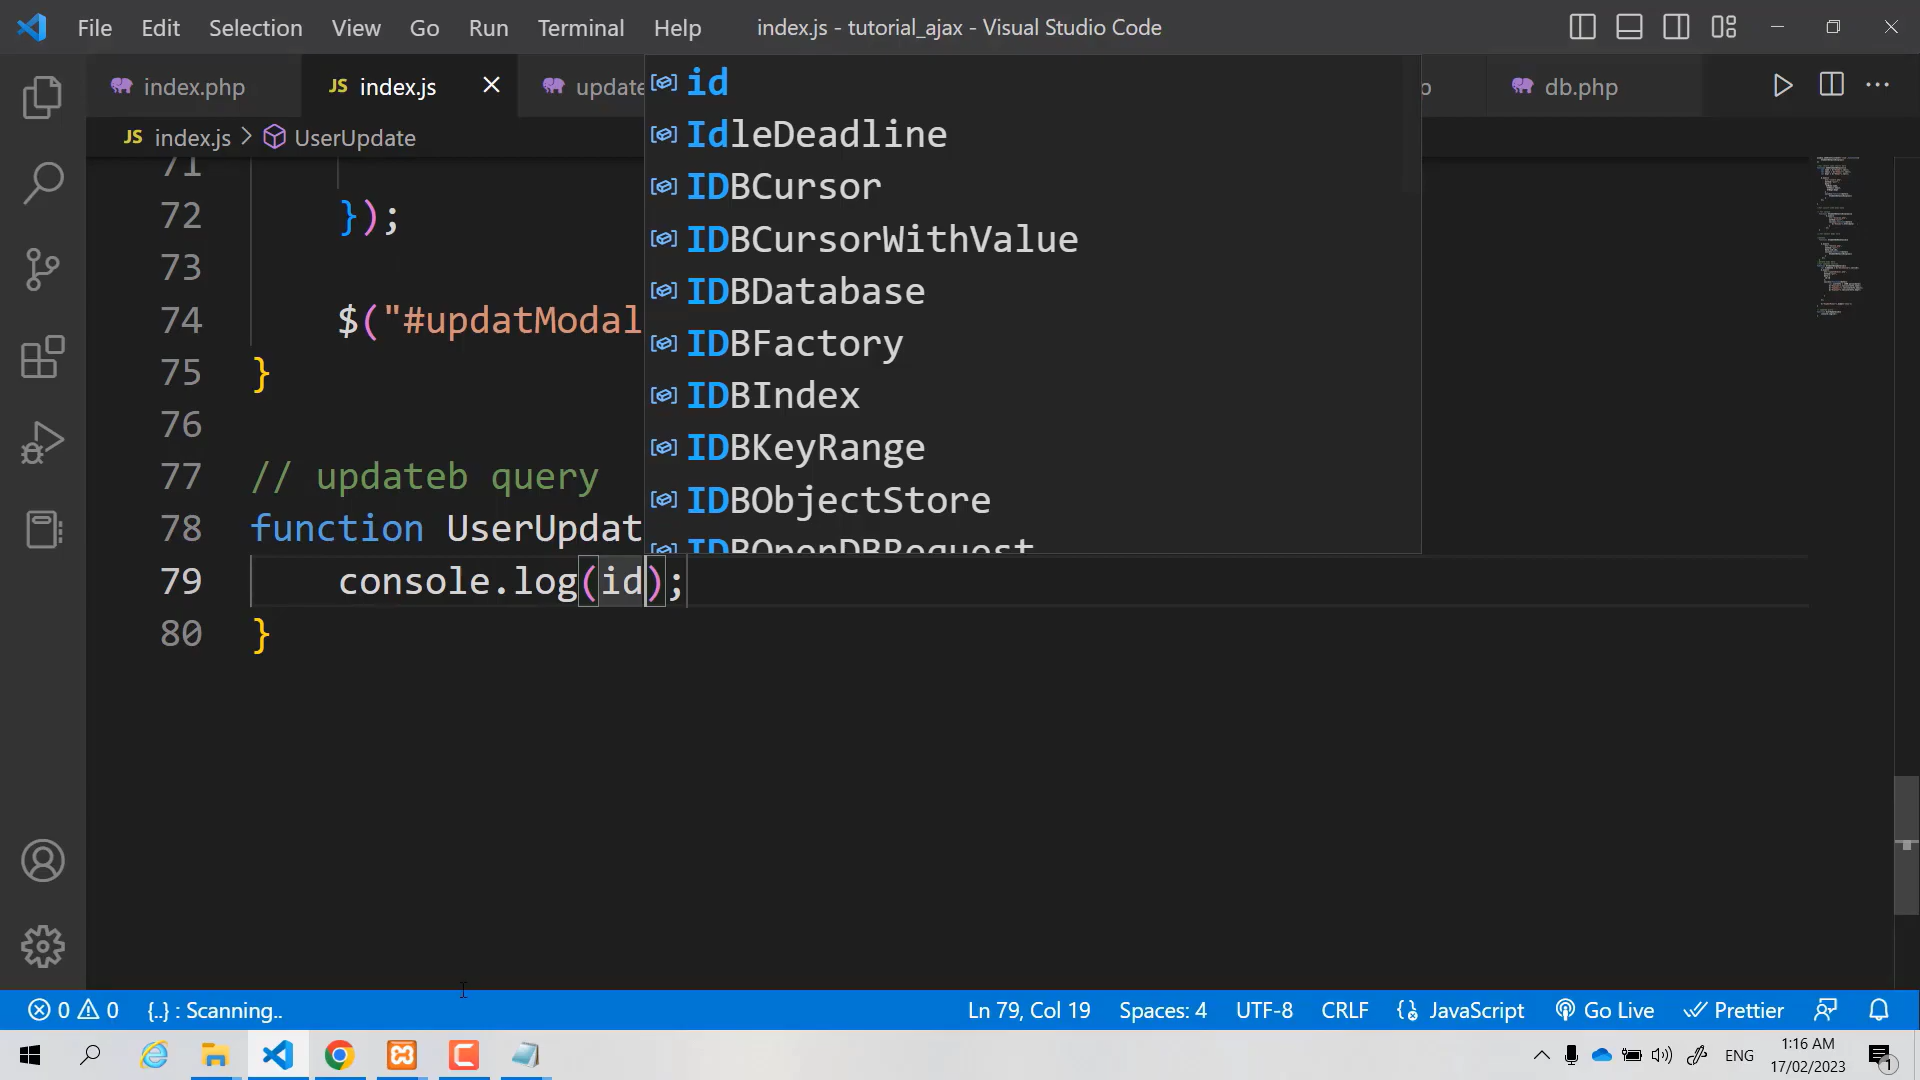 File Edit Selection View Go Run Terminal Help index.js - tutorial_ajax - Visual Studio Code
index.php JS index.js update db.php
JS index.js > UserUpdate
71
72 });
73
74 $("#updatModal
75 }
76
77 // updateb query
78 function UserUpdat
79 console.log(id);
80 }
id
IdleDeadline
IDBCursor
IDBCursorWithValue
IDBDatabase
IDBFactory
IDBIndex
IDBKeyRange
IDBObjectStore
IDBOpenDBRequest
0 0 {..} : Scanning.. Ln 79, Col 19 Spaces: 4 UTF-8 CRLF JavaScript Go Live Prettier
ENG 1:16 AM
17/02/2023 1